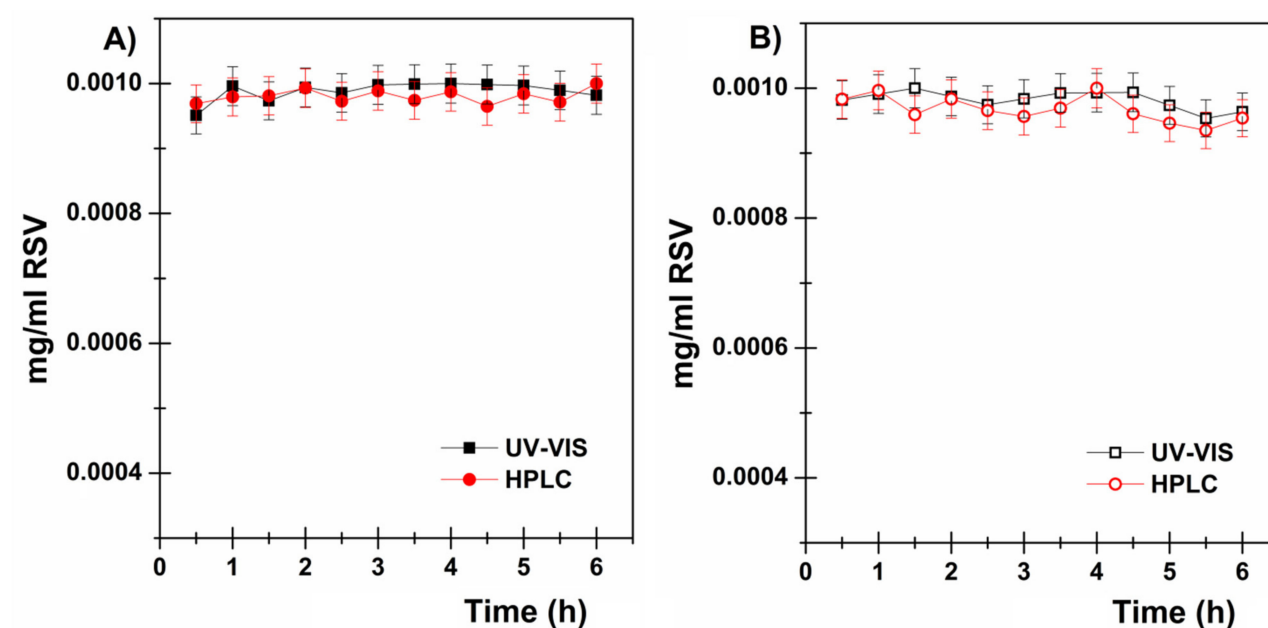 A)
mg/ml RSV
0.0010
0.0008
0.0006
0.0004
UV-VIS
HPLC
0 1 2 3 4 5 6
Time (h)
B)
mg/ml RSV
0.0010
0.0008
0.0006
0.0004
UV-VIS
HPLC
0 1 2 3 4 5 6
Time (h)